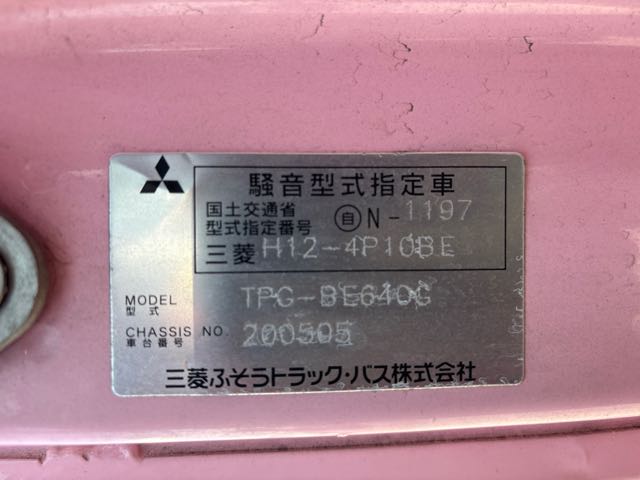 騒音型式指定車
国土交通省
型式指定番号 自N-1197
三菱 H12-4P10BE
MODEL TPG-BE640G
型式
CHASSIS NO. 200505
車台番号
三菱ふそうトラック・バス株式会社